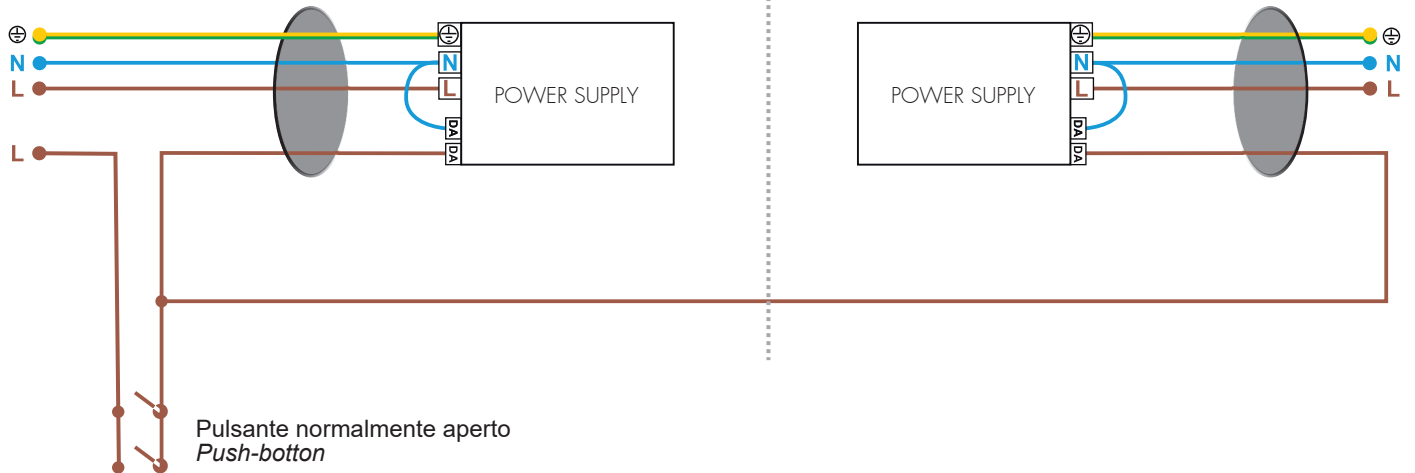 ⏚ ⏚ POWER SUPPLY
N N
L L
DA
L DA
POWER SUPPLY ⏚ ⏚
N N
L L
DA
DA
Pulsante normalmente aperto
Push-botton